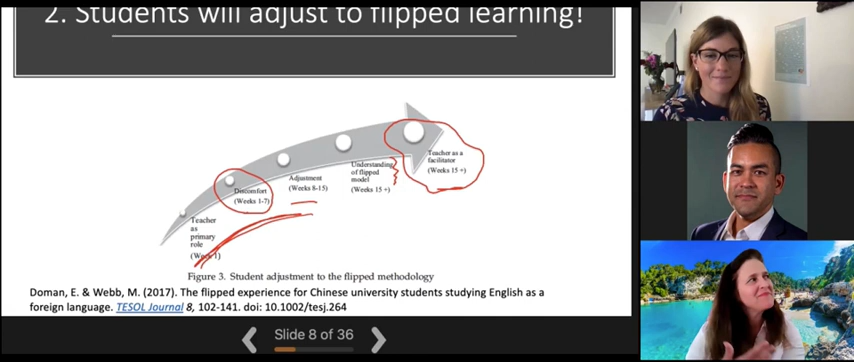 2. Students will adjust to flipped learning!
Teacher
as
primary
role
(Week 1)
Discomfort
(Weeks 1-7)
Adjustment
(Weeks 8-15)
Understanding
of flipped
model
(Weeks 15 +)
Teacher as a
facilitator
(Weeks 15 +)
Figure 3. Student adjustment to the flipped methodology
Doman, E. & Webb, M. (2017). The flipped experience for Chinese university students studying English as a
foreign language. TESOL Journal 8, 102-141. doi: 10.1002/tesj.264
Slide 8 of 36